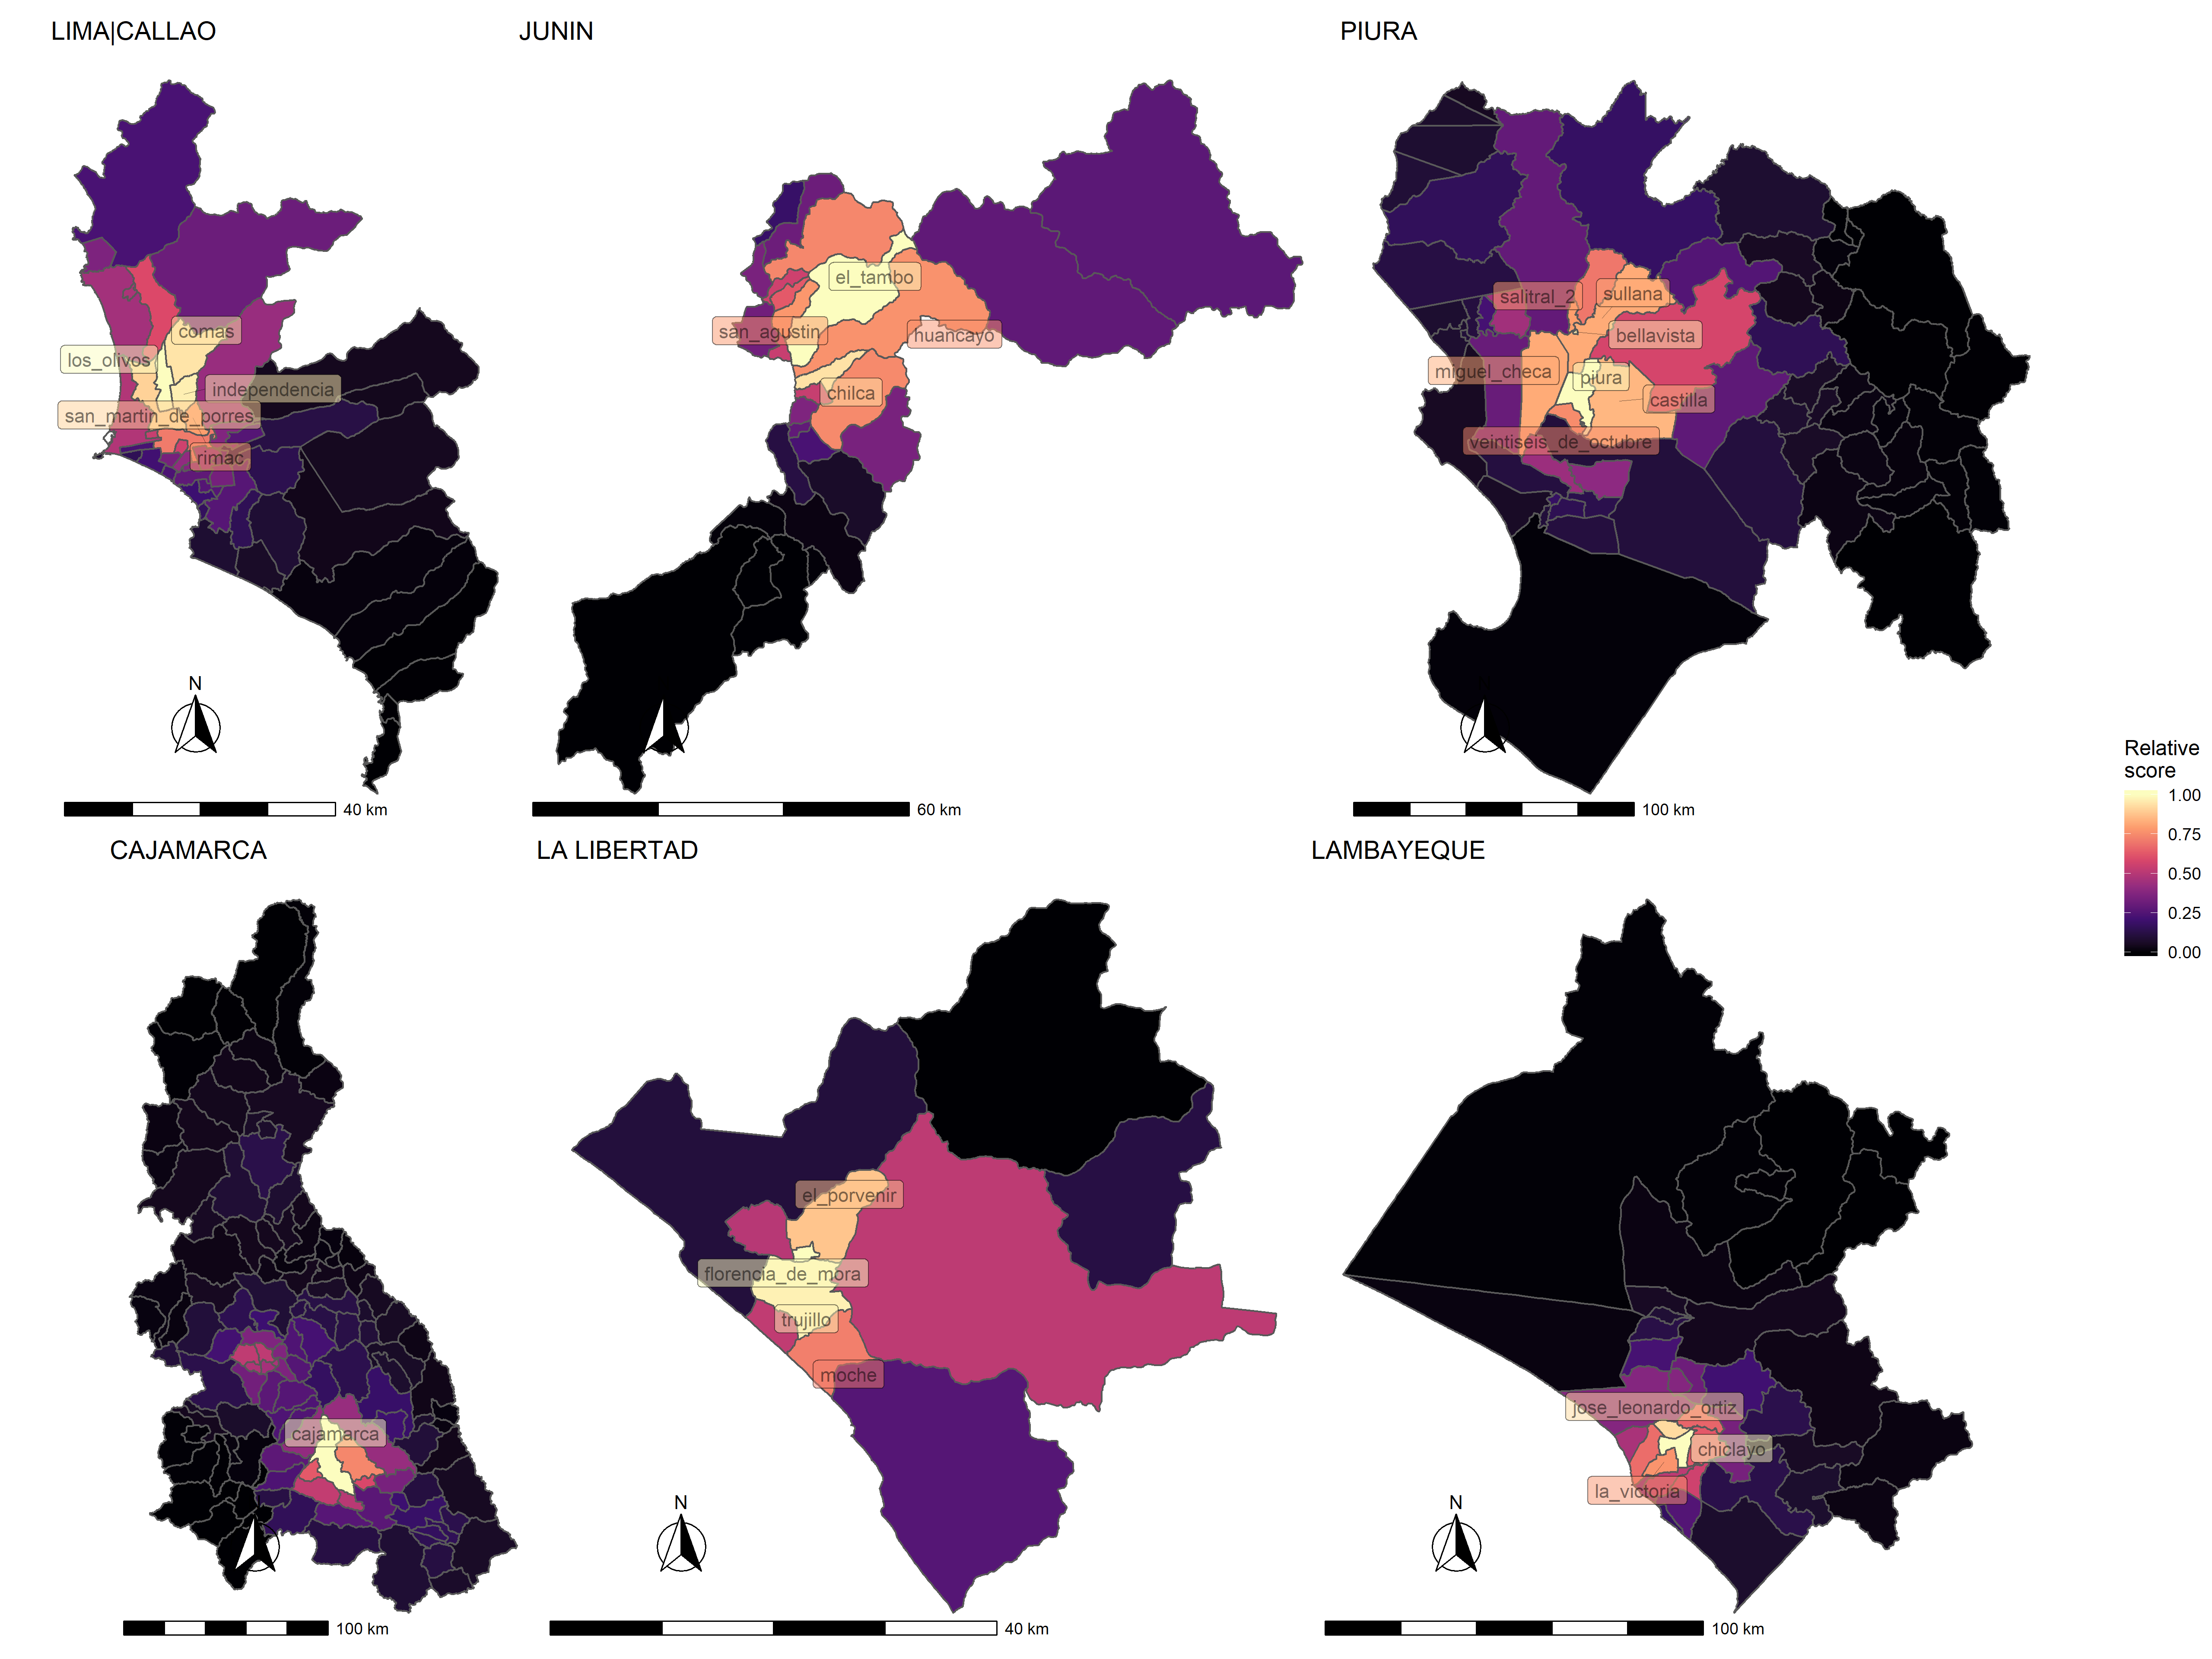 LIMA|CALLAO
JUNIN
PIURA
comas
los_olivos
independencia
san_martin_de_porres
rimac
N
40 km
el_tambo
san_agustin
huancayo
chilca
60 km
salitral_2
sullana
bellavista
miguel_checa
piura
castilla
veintiseis_de_octubre
N
100 km
Relative
score
1.00
0.75
0.50
0.25
0.00
CAJAMARCA
LA LIBERTAD
LAMBAYEQUE
cajamarca
100 km
el_porvenir
florencia_de_mora
trujillo
moche
N
40 km
jose_leonardo_ortiz
chiclayo
la_victoria
N
100 km